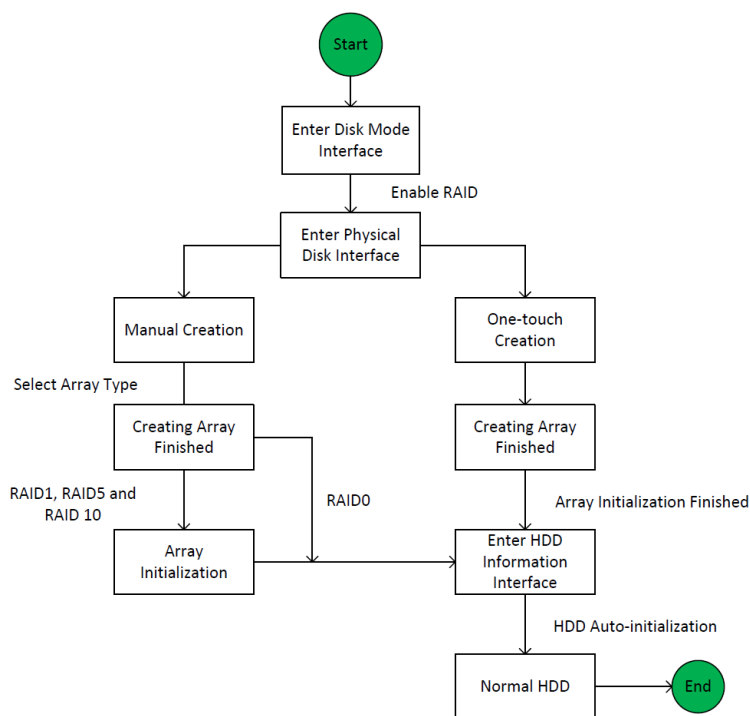 Start
Enter Disk Mode
Interface
Enable RAID
Enter Physical
Disk Interface
Manual Creation
One-touch
Creation
Select Array Type
Creating Array
Finished
Creating Array
Finished
RAID1, RAID5 and
RAID 10
RAID0
Array Initialization Finished
Array
Initialization
Enter HDD
Information
Interface
HDD Auto-initialization
Normal HDD
End